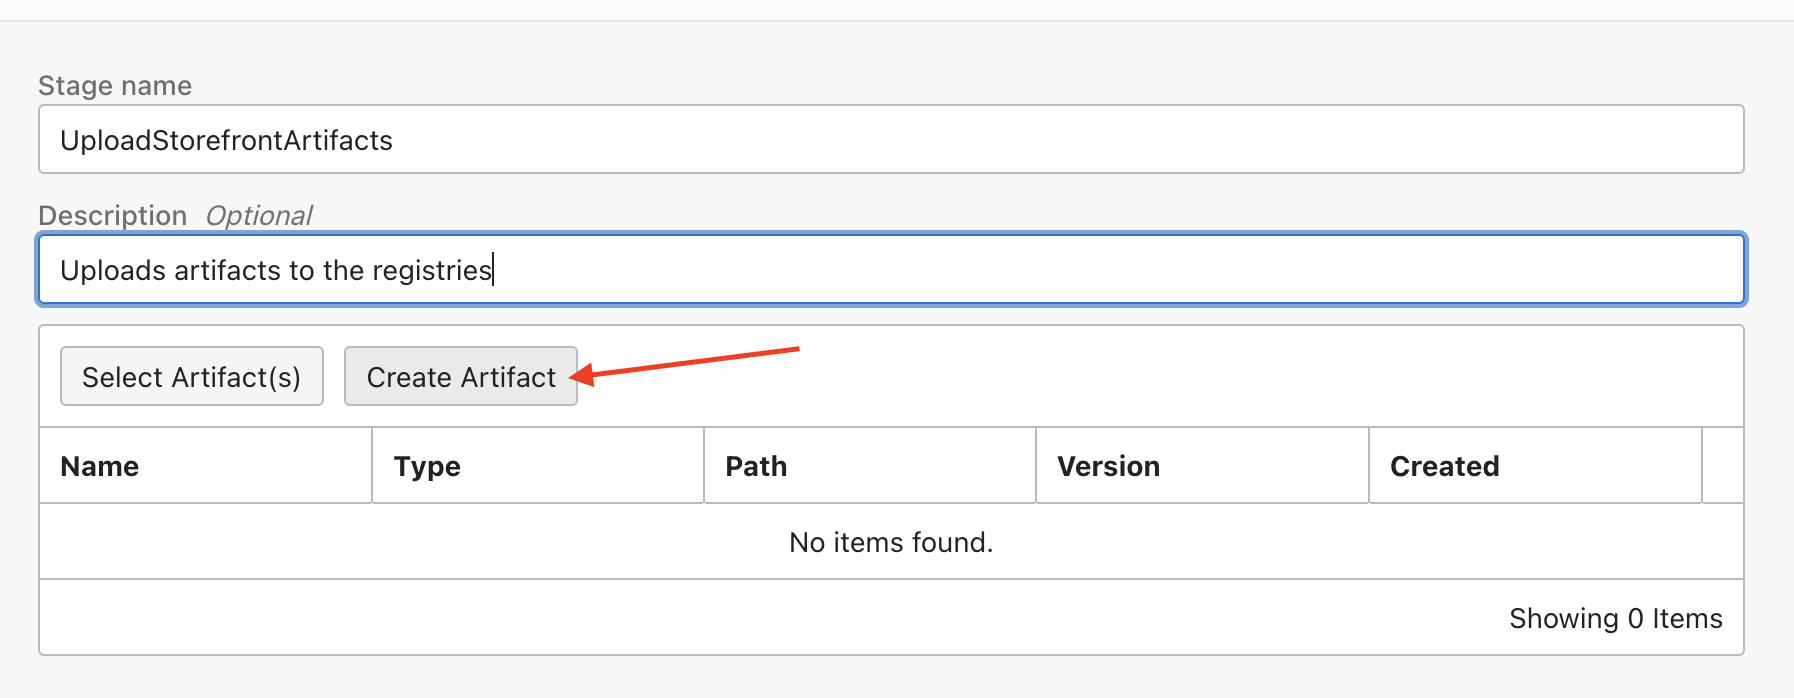 Stage name
UploadStorefrontArtifacts
Description Optional
Uploads artifacts to the registries
Select Artifact(s) Create Artifact
Name Type Path Version Created
No items found.
Showing 0 Items